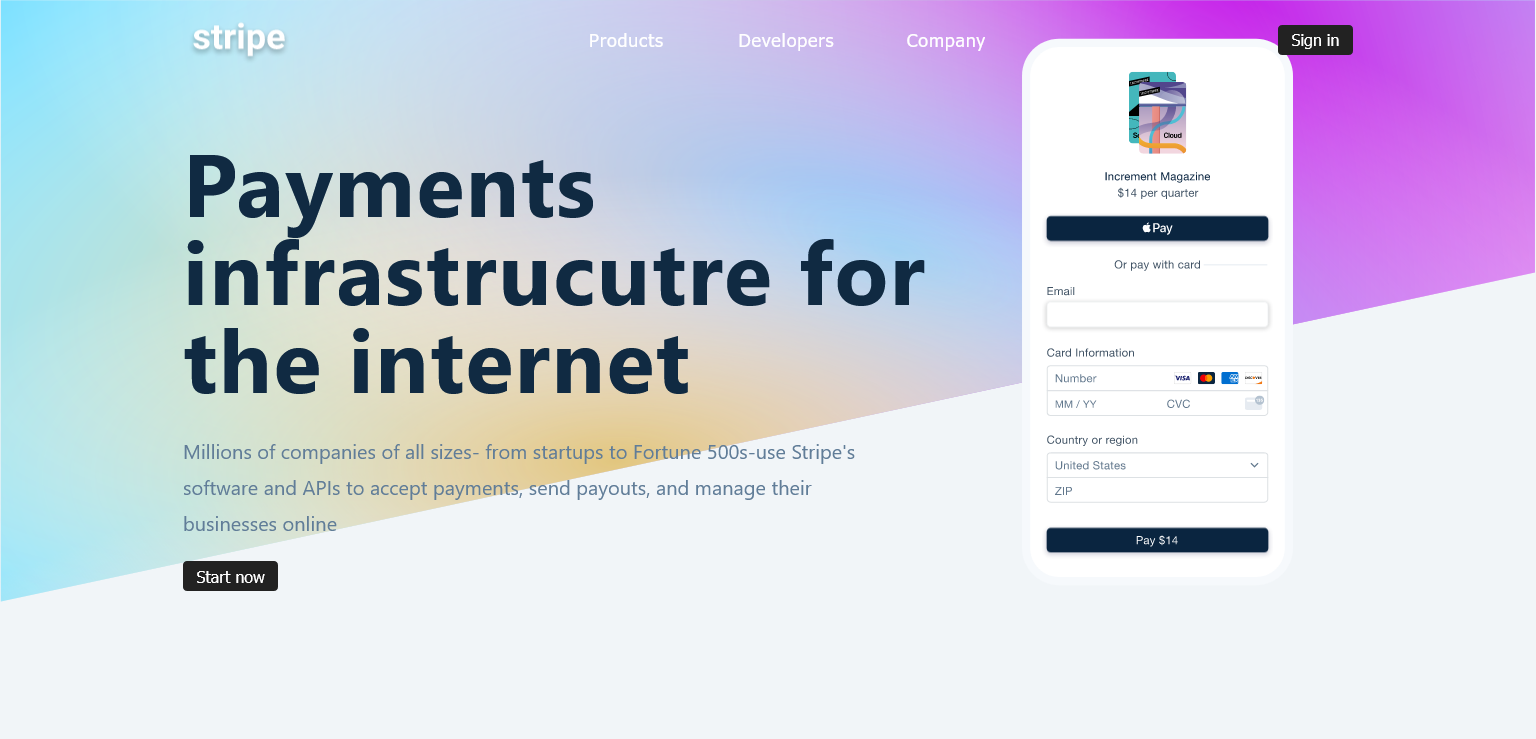 stripe
Products Developers Company
Sign in
Payments
infrastrucutre for
the internet
Millions of companies of all sizes- from startups to Fortune 500s-use Stripe's
software and APIs to accept payments, send payouts, and manage their
businesses online
Start now
Cloud
Increment Magazine
$14 per quarter
Pay
Or pay with card
Email
Card Information
Number VISA DISCOVER
MM / YY CVC
Country or region
United States
ZIP
Pay $14